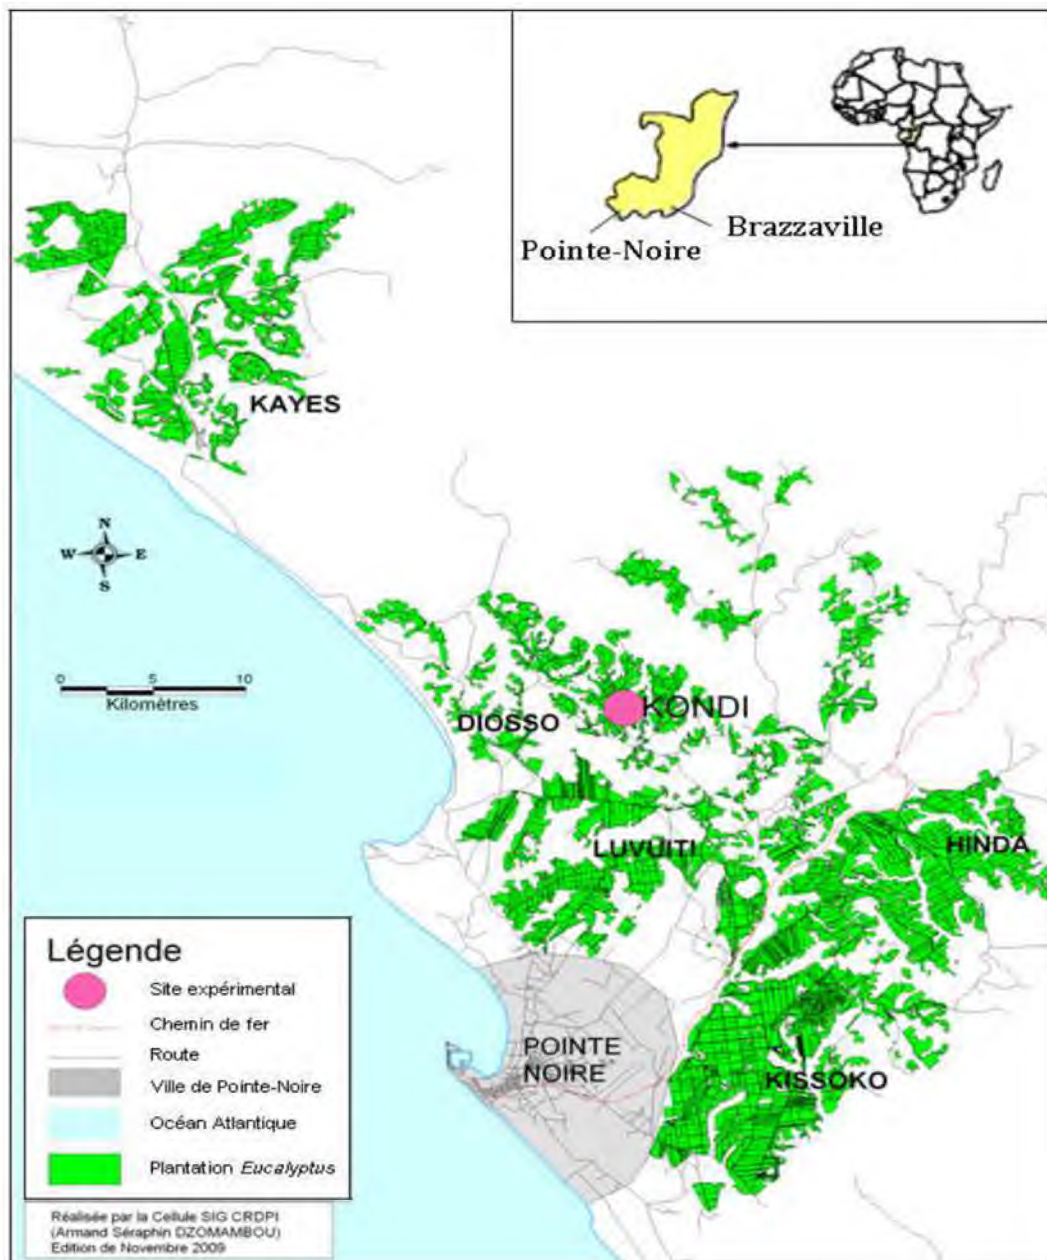 Pointe-Noire
Brazzaville
KAYES
N
W E
S
0 5 10
Kilomètres
DIOSSO
KONDI
LUVUITI
HINDA
POINTE
NOIRE
KISSOKO
Légende
Site expérimental
Chemin de fer
Route
Ville de Pointe-Noire
Océan Atlantique
Plantation Eucalyptus
Réalisée par la Cellule SIG CRDPI
(Armand Séraphin DZOMAMBOU)
Edition de Novembre 2009